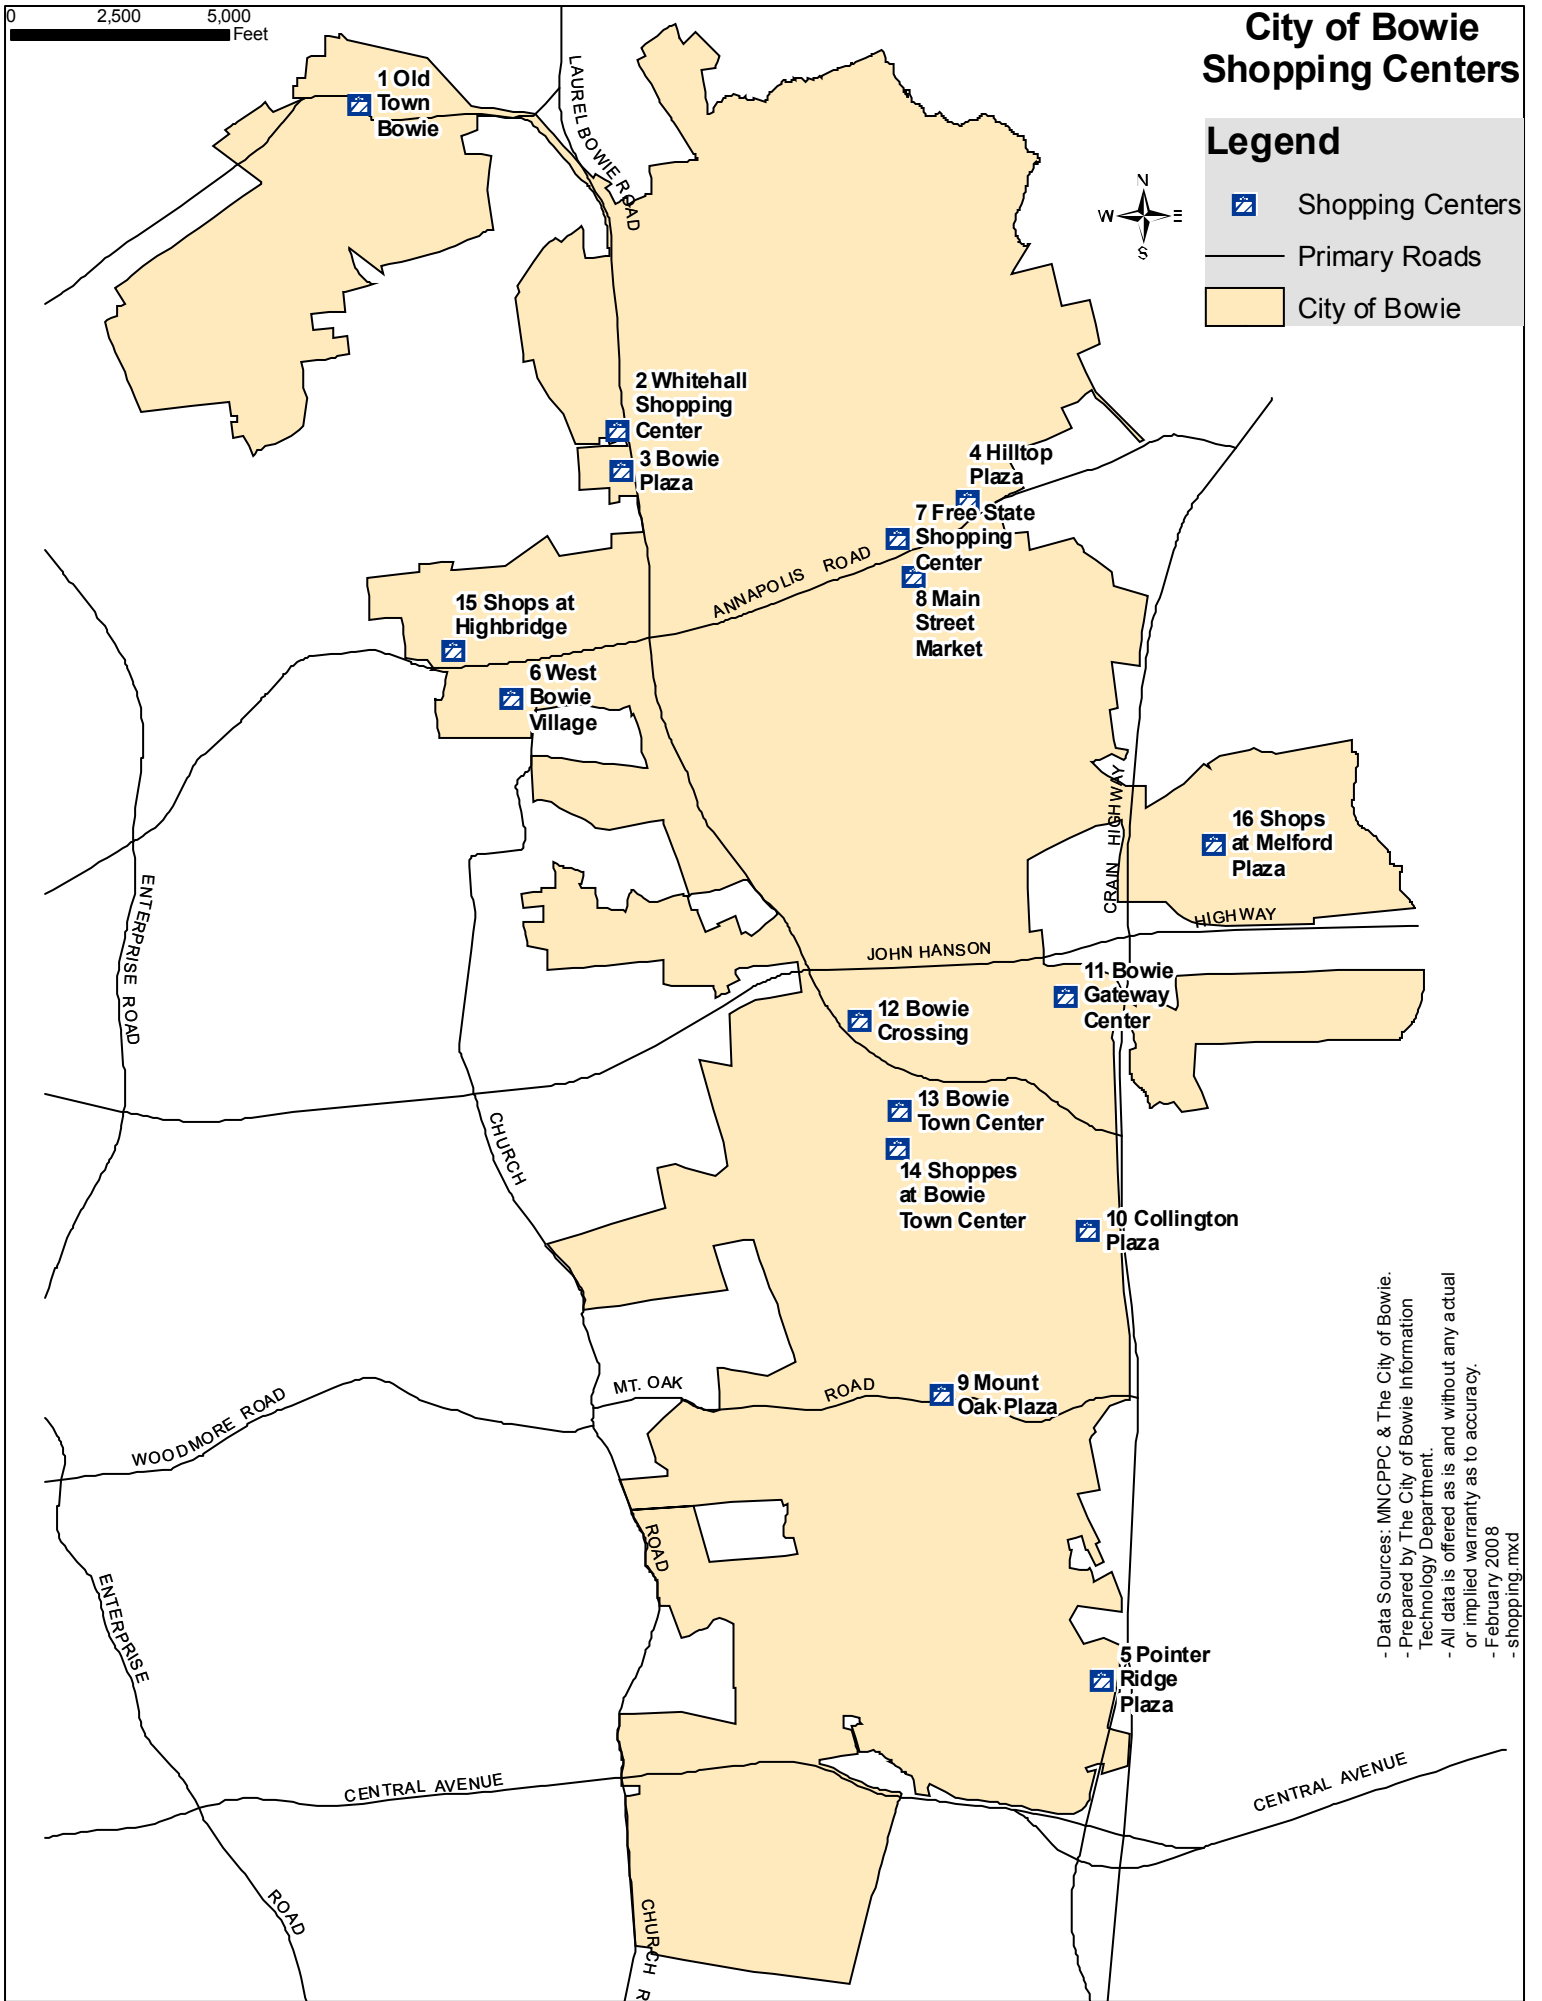 0 2,500 5,000
Feet
City of Bowie
Shopping Centers
Legend
Shopping Centers
Primary Roads
City of Bowie
N
W E
S
1 Old
Town
Bowie
LAUREL BOWIE ROAD
2 Whitehall
Shopping
Center
3 Bowie
Plaza
4 Hilltop
Plaza
7 Free State
Shopping
Center
ANNAPOLIS ROAD
8 Main
Street
Market
15 Shops at
Highbridge
6 West
Bowie
Village
CRAIN HIGHWAY
16 Shops
at Melford
Plaza
ENTERPRISE ROAD
JOHN HANSON HIGHWAY
11 Bowie
Gateway
Center
12 Bowie
Crossing
13 Bowie
Town Center
CHURCH
14 Shoppes
at Bowie
Town Center
10 Collington
Plaza
MT. OAK ROAD
9 Mount
Oak Plaza
WOODMORE ROAD
ROAD
ENTERPRISE
5 Pointer
Ridge
Plaza
CENTRAL AVENUE
CENTRAL AVENUE
ROAD
CHURCH R
- Data Sources: MNCPPC & The City of Bowie.
- Prepared by The City of Bowie Information
Technology Department.
- All data is offered as is and without any actual
or implied warranty as to accuracy.
- February 2008
- shopping.mxd